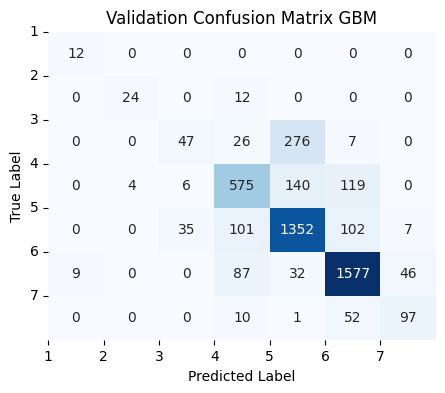 Validation Confusion Matrix GBM
1
12 0 0 0 0 0 0
2
0 24 0 12 0 0 0
3
0 0 47 26 276 7 0
4
0 4 6 575 140 119 0
5
0 0 35 101 1352 102 7
6
9 0 0 87 32 1577 46
7
0 0 0 10 1 52 97
1 2 3 4 5 6 7
True Label
Predicted Label